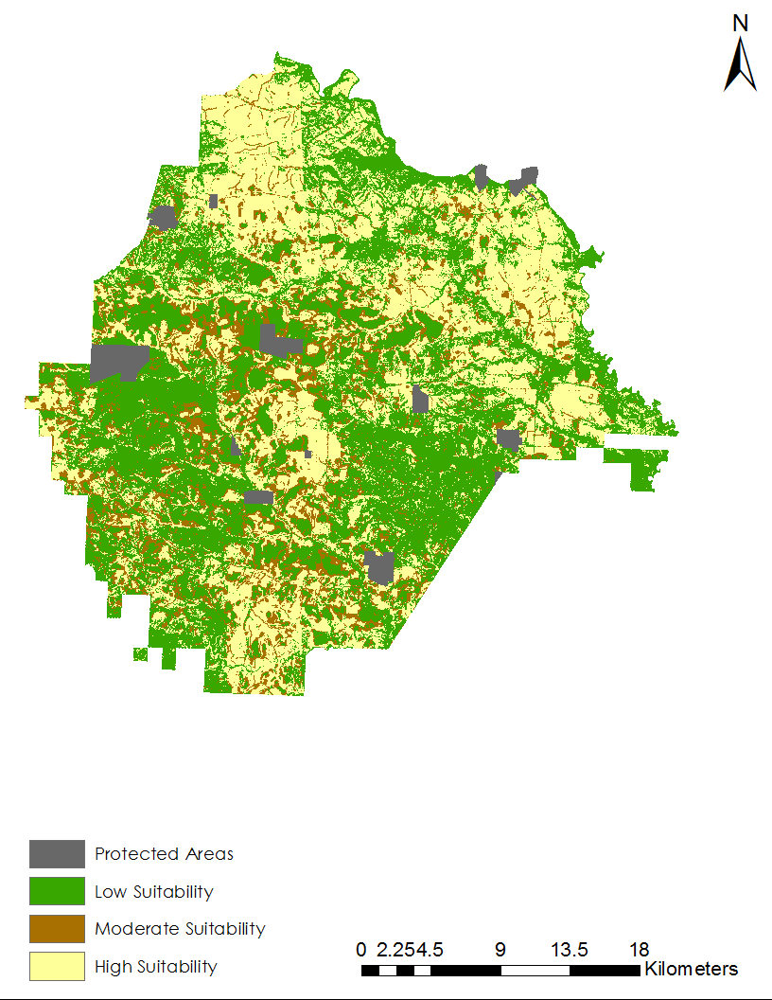 N
Protected Areas
Low Suitability
Moderate Suitability
High Suitability
0 2.254.5 9 13.5 18
Kilometers